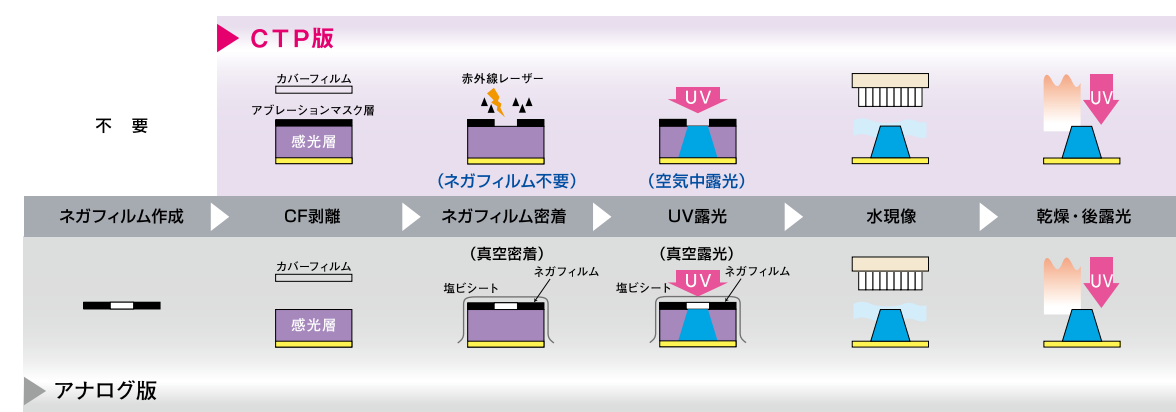 CTP版
不 要
カバーフィルム
アブレーションマスク層
感光層
赤外線レーザー
(ネガフィルム不要)
UV
(空気中露光)
UV
ネガフィルム作成
CF剥離
ネガフィルム密着
UV露光
水現像
乾燥・後露光
カバーフィルム
感光層
(真空密着)
ネガフィルム
塩ビシート
(真空露光)
UV
ネガフィルム
塩ビシート
UV
アナログ版